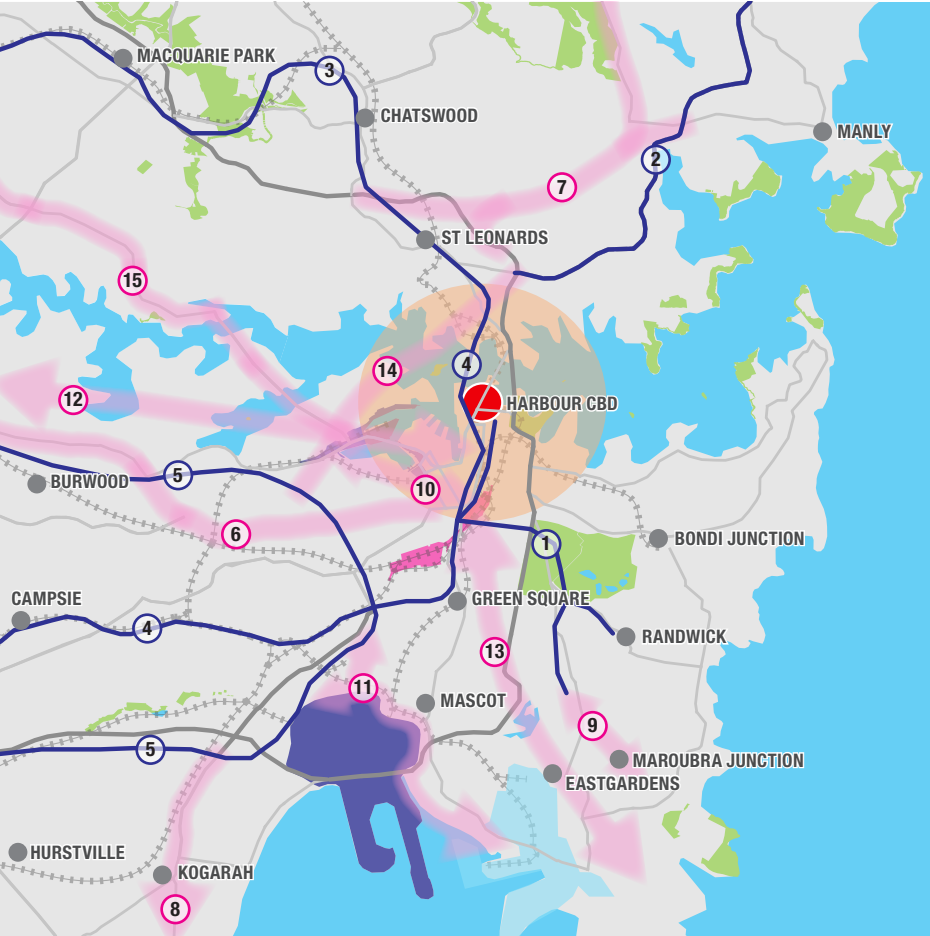 MACQUARIE PARK
3
CHATSWOOD
MANLY
2
7
ST LEONARDS
15
4
14
12
HARBOUR CBD
5
BURWOOD
10
6
BONDI JUNCTION
1
CAMPSIE
GREEN SQUARE
4
RANDWICK
13
11
MASCOT
9
5
MAROUBRA JUNCTION
EASTGARDENS
HURSTVILLE
KOGARAH
8